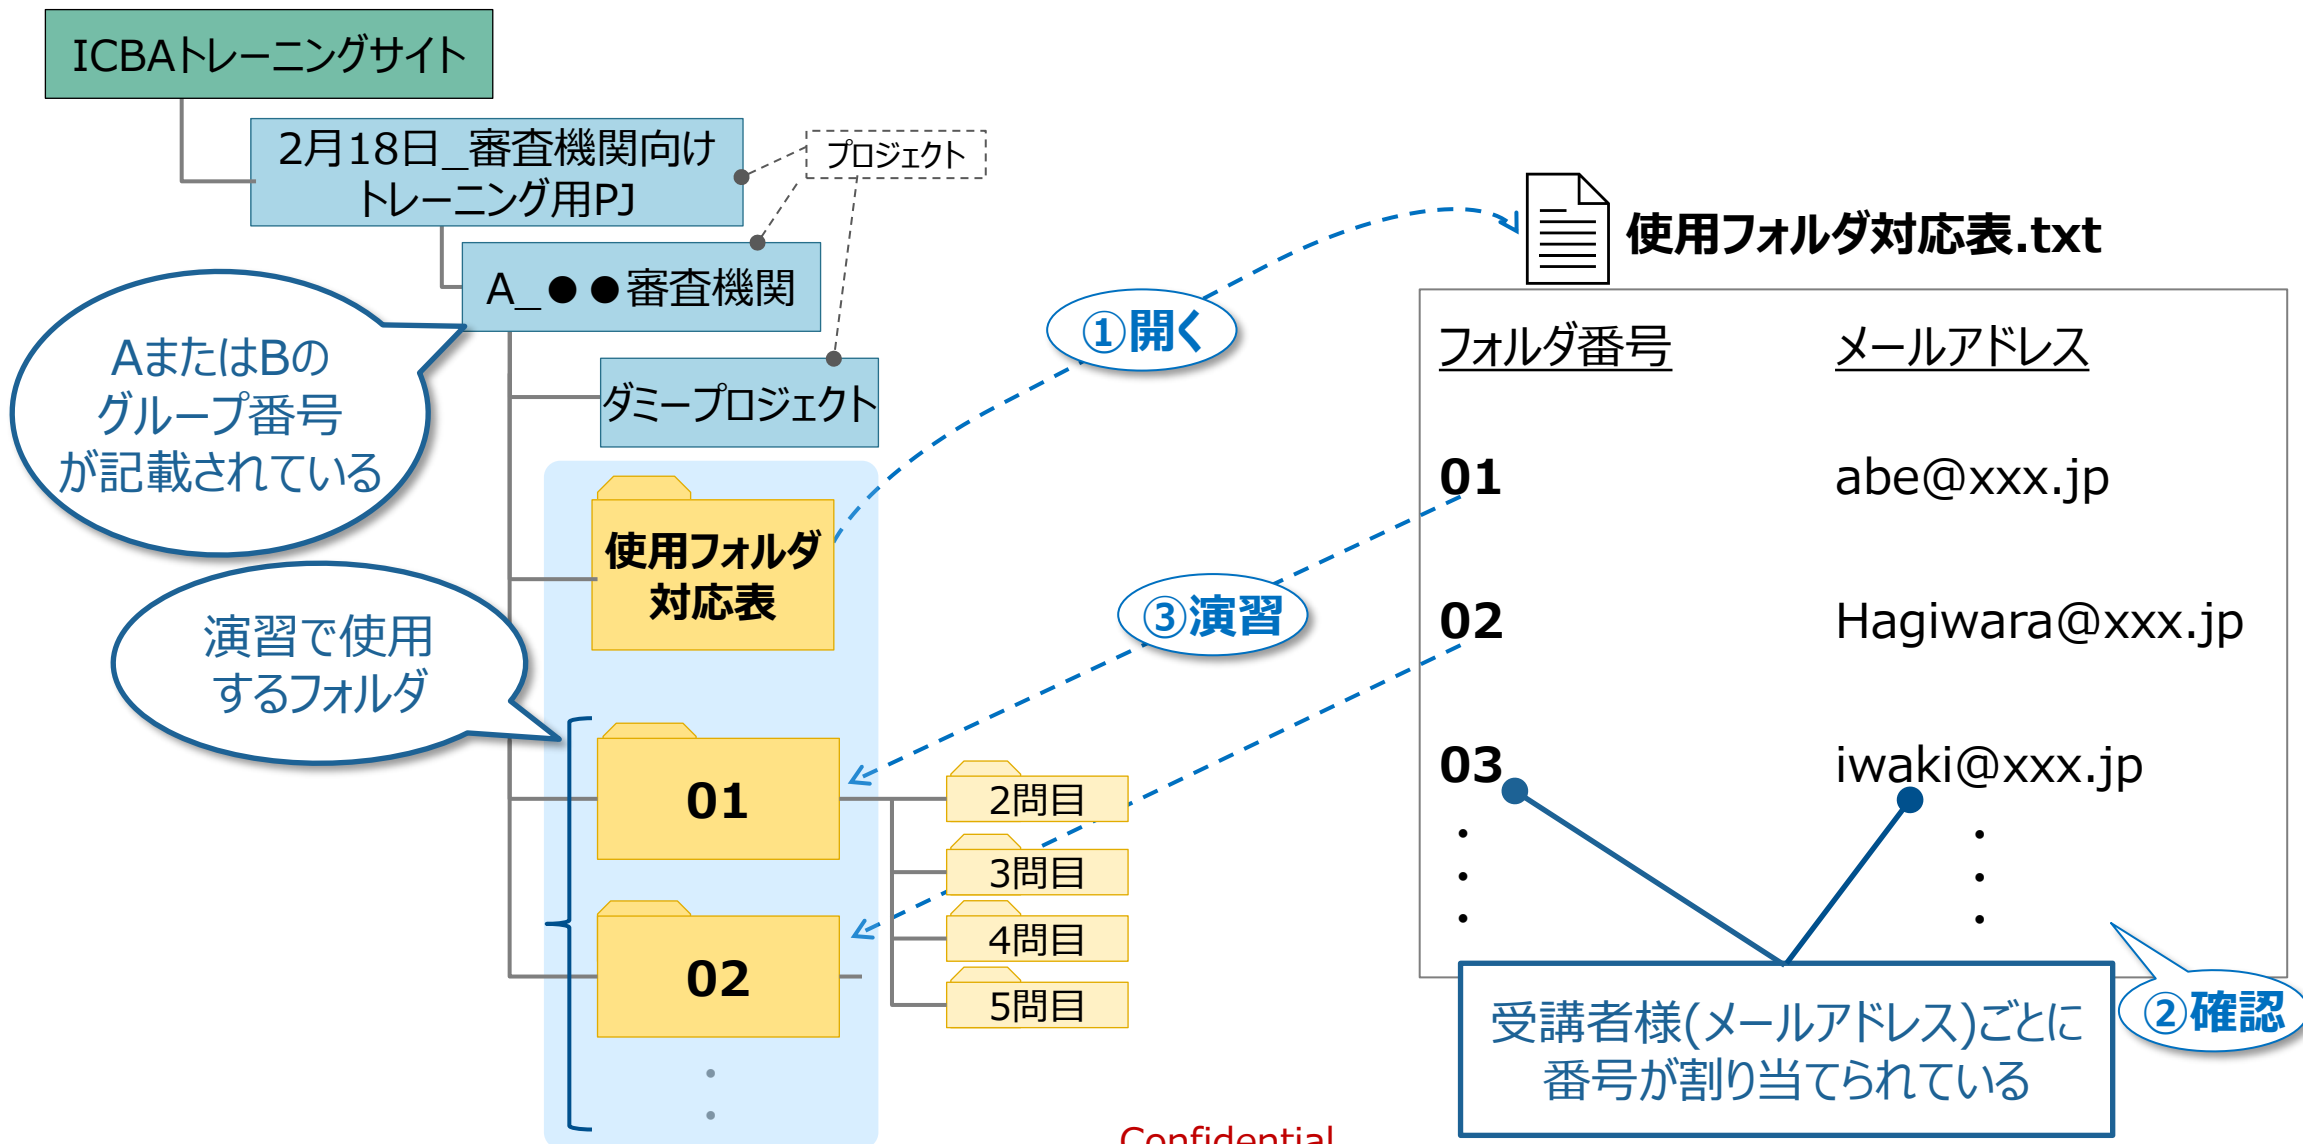 ICBAトレーニングサイト
2月18日_審査機関向け
トレーニング用PJ
プロジェクト
A_●●審査機関
ダミープロジェクト
AまたはBの
グループ番号
が記載されている
使用フォルダ
対応表
演習で使用
するフォルダ
01
02
・
・
2問目
3問目
4問目
5問目
①開く
③演習
使用フォルダ対応表.txt
フォルダ番号 メールアドレス
01 abe@xxx.jp
02 Hagiwara@xxx.jp
03 iwaki@xxx.jp
・ ・
・ ・
・ ・
②確認
受講者様(メールアドレス)ごとに
番号が割り当てられている
Confidential